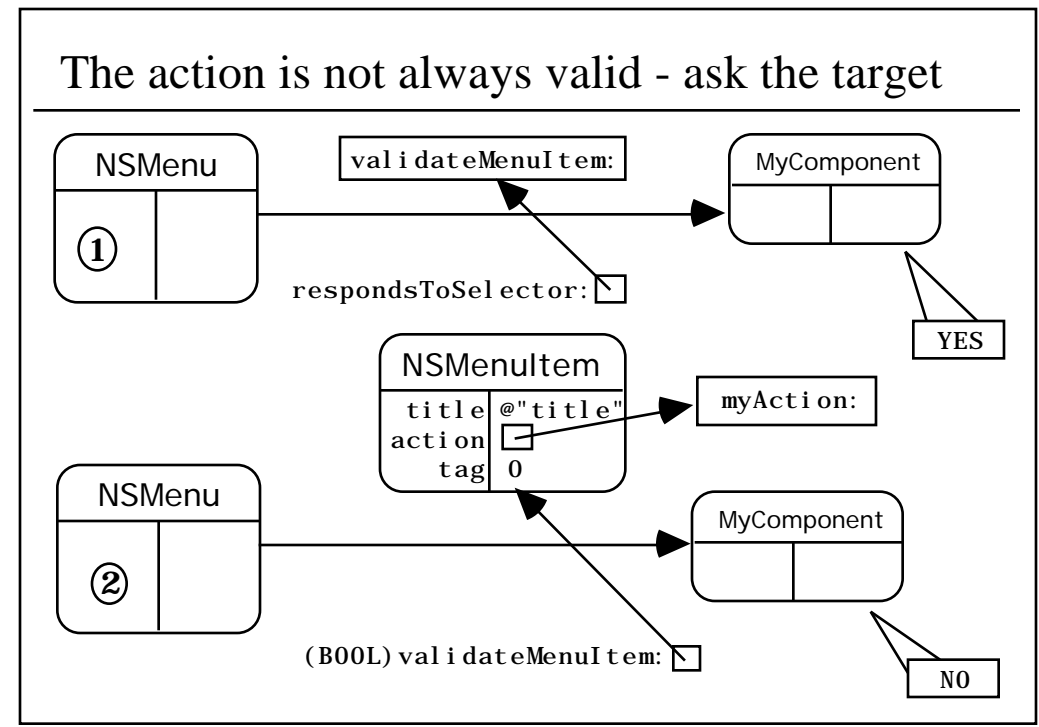 The action is not always valid - ask the target
NSMenu
validateMenuItem:
MyComponent
1
respondsToSelector:
YES
NSMenuItem
title @"title"
action
tag 0
myAction:
NSMenu
MyComponent
2
(BOOL)validateMenuItem:
NO